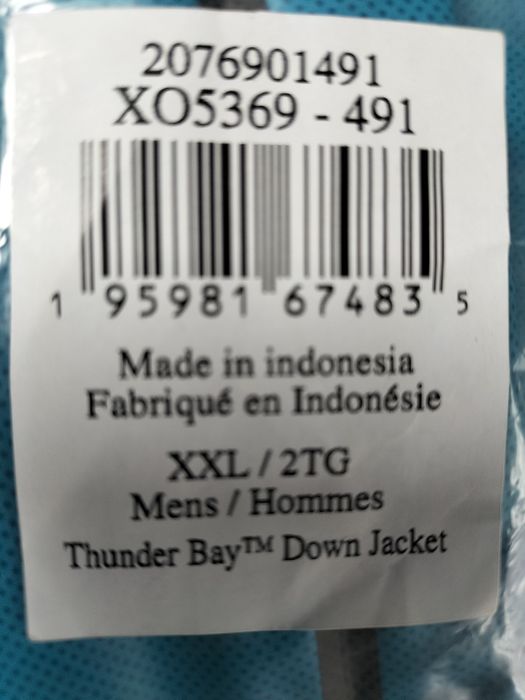 2076901491
XO5369 - 491
1 95981 67483 5
Made in indonesia
Fabriqué en Indonésie
XXL / 2TG
Mens / Hommes
Thunder Bay™ Down Jacket